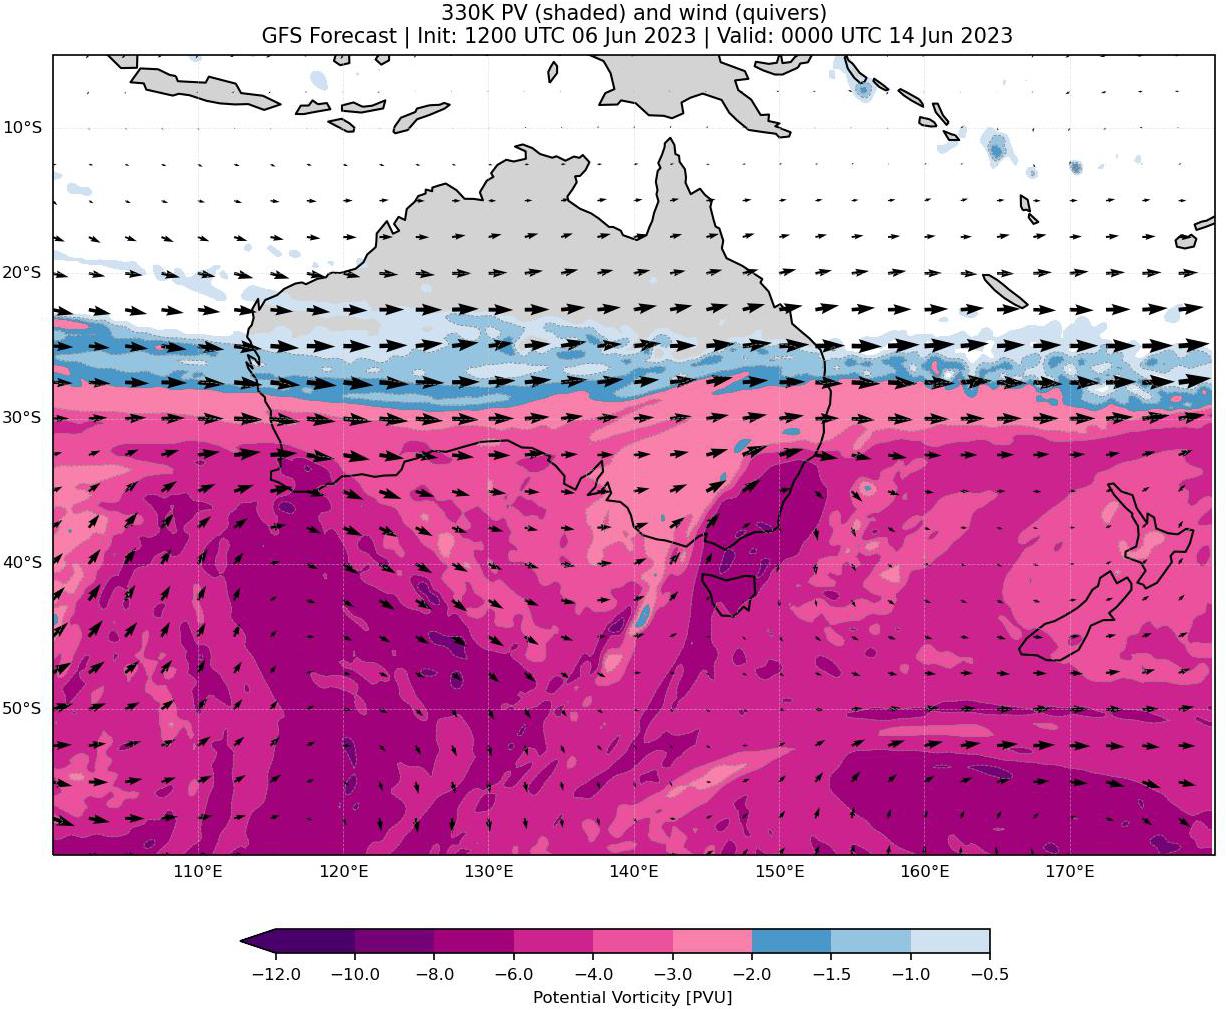 330K PV (shaded) and wind (quivers)
GFS Forecast | Init: 1200 UTC 06 Jun 2023 | Valid: 0000 UTC 14 Jun 2023
10°S
20°S
30°S
40°S
50°S
110°E 120°E 130°E 140°E 150°E 160°E 170°E
−12.0 −10.0 −8.0 −6.0 −4.0 −3.0 −2.0 −1.5 −1.0 −0.5
Potential Vorticity [PVU]